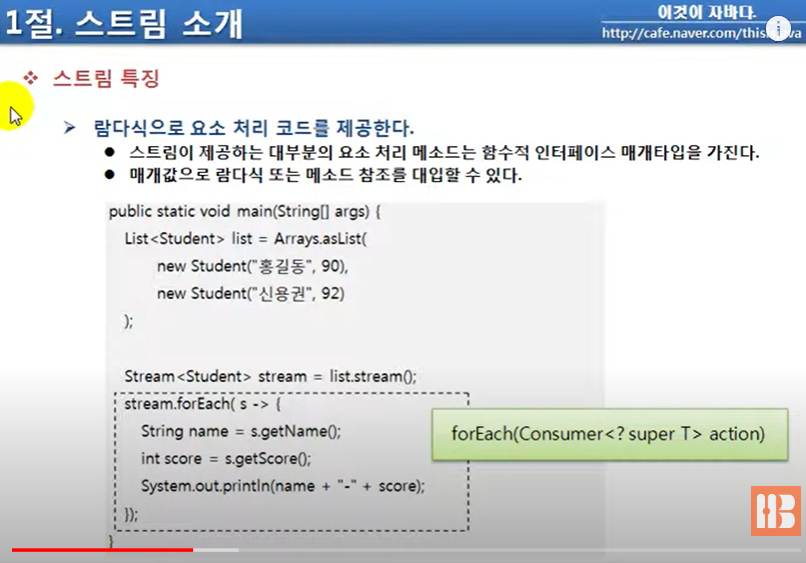 1절. 스트림 소개
이것이 자바다.
http://cafe.naver.com/this
va
스트림 특징
람다식으로 요소 처리 코드를 제공한다.
스트림이 제공하는 대부분의 요소 처리 메소드는 함수적 인터페이스 매개타입을 가진다.
매개값으로 람다식 또는 메소드 참조를 대입할 수 있다.
public static void main(String[] args) {
List<Student> list = Arrays.asList(
new Student("홍길동", 90),
new Student("신용권", 92)
);
Stream<Student> stream = list.stream();
stream.forEach( s -> {
String name = s.getName();
int score = s.getScore();
System.out.println(name + "-" + score);
});
}
forEach(Consumer<? super T> action)